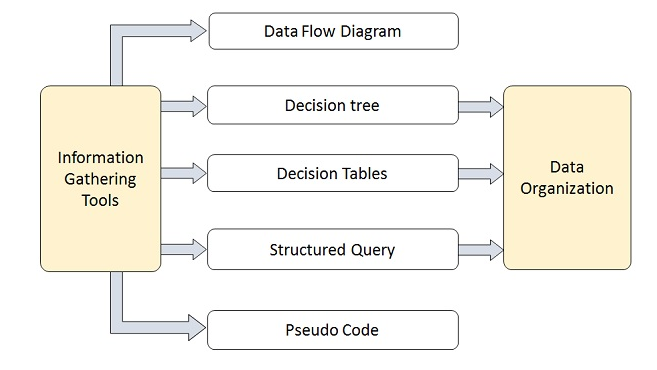 Data Flow Diagram
Information
Gathering
Tools
Decision tree
Decision Tables
Structured Query
Pseudo Code
Data
Organization